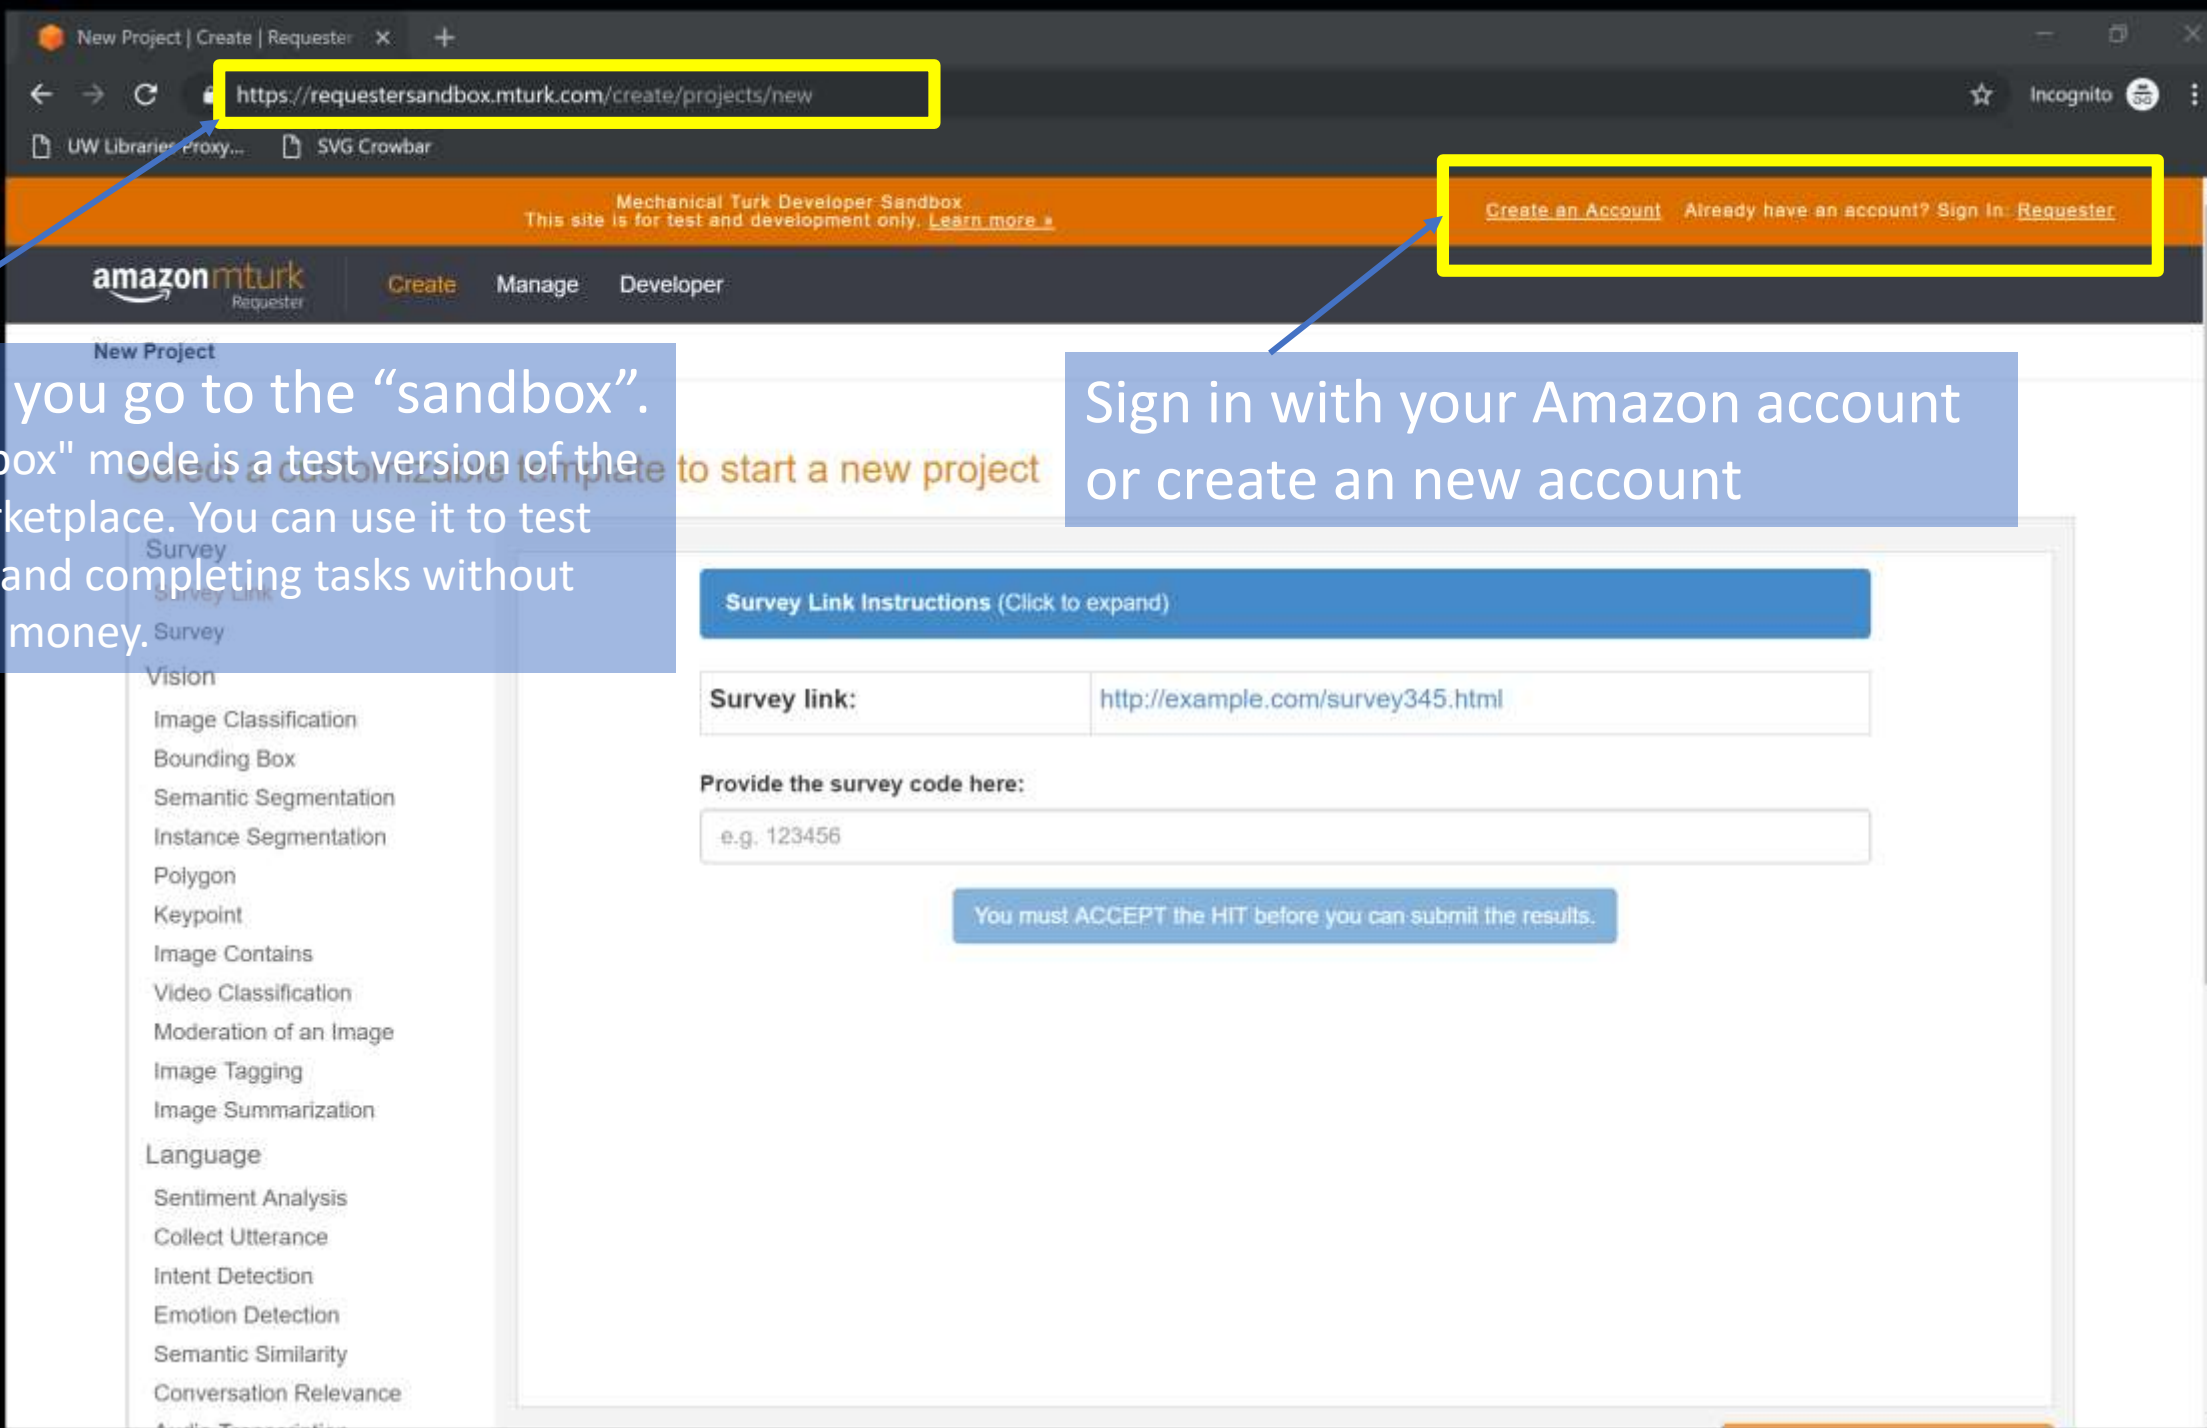 New Project | Create | Requester
https://requestersandbox.mturk.com/create/projects/new
Incognito
UW Libraries Proxy...
SVG Crowbar
Mechanical Turk Developer Sandbox
This site is for test and development only. Learn more »
Create an Account Already have an account? Sign In: Requester
amazon mturk
Requester
Create Manage Developer
New Project
you go to the “sandbox”.
box" mode is a test version of the
ketplace. You can use it to test
and completing tasks without
money.
Sign in with your Amazon account
or create an new account
Select a customizable template to start a new project
Survey
Survey Link
Survey
Vision
Image Classification
Bounding Box
Semantic Segmentation
Instance Segmentation
Polygon
Keypoint
Image Contains
Video Classification
Moderation of an Image
Image Tagging
Image Summarization
Language
Sentiment Analysis
Collect Utterance
Intent Detection
Emotion Detection
Semantic Similarity
Conversation Relevance
Audio Transcription
Survey Link Instructions (Click to expand)
Survey link: http://example.com/survey345.html
Provide the survey code here:
e.g. 123456
You must ACCEPT the HIT before you can submit the results.